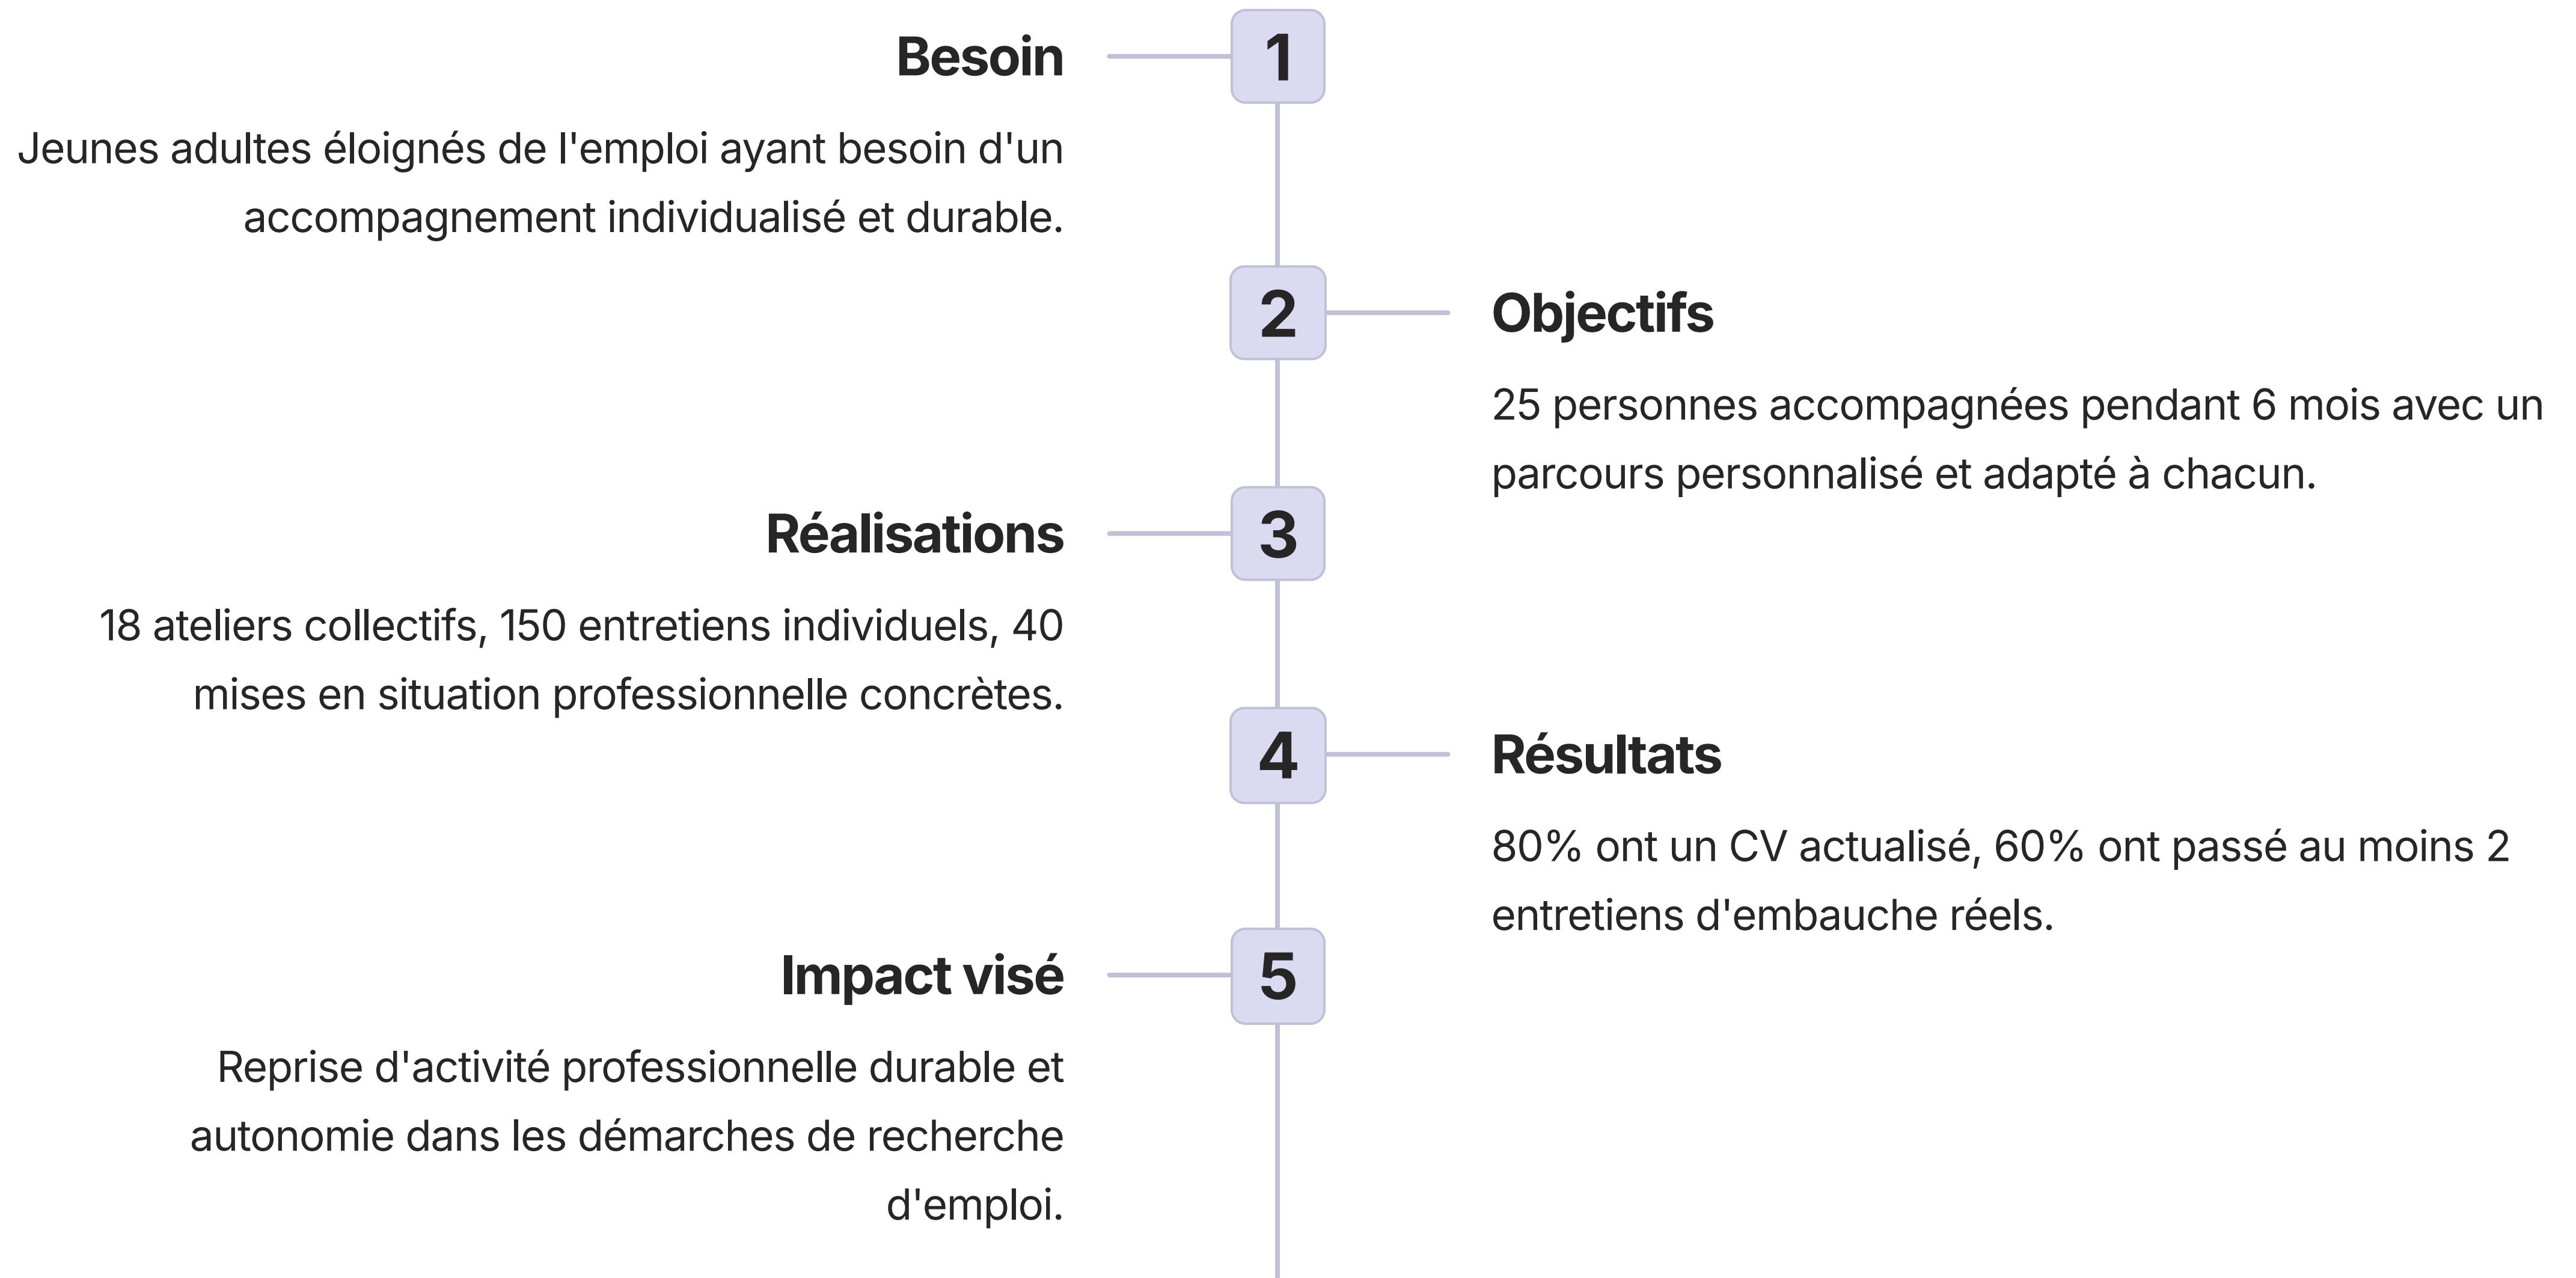 Besoin
1
Jeunes adultes éloignés de l'emploi ayant besoin d'un
accompagnement individualisé et durable.
2
Objectifs
25 personnes accompagnées pendant 6 mois avec un
parcours personnalisé et adapté à chacun.
Réalisations
3
18 ateliers collectifs, 150 entretiens individuels, 40
mises en situation professionnelle concrètes.
4
Résultats
80% ont un CV actualisé, 60% ont passé au moins 2
entretiens d'embauche réels.
Impact visé
5
Reprise d'activité professionnelle durable et
autonomie dans les démarches de recherche
d'emploi.